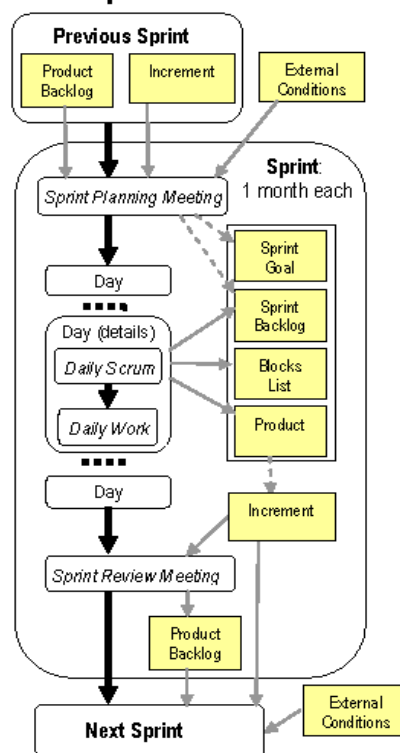 Previous Sprint
Product
Backlog
Increment
External
Conditions
Sprint:
1 month each
Sprint Planning Meeting
Sprint
Goal
Day
Sprint
Backlog
Day (details)
Daily Scrum
Blocks
List
Daily Work
Product
Day
Increment
Sprint Review Meeting
Product
Backlog
External
Conditions
Next Sprint